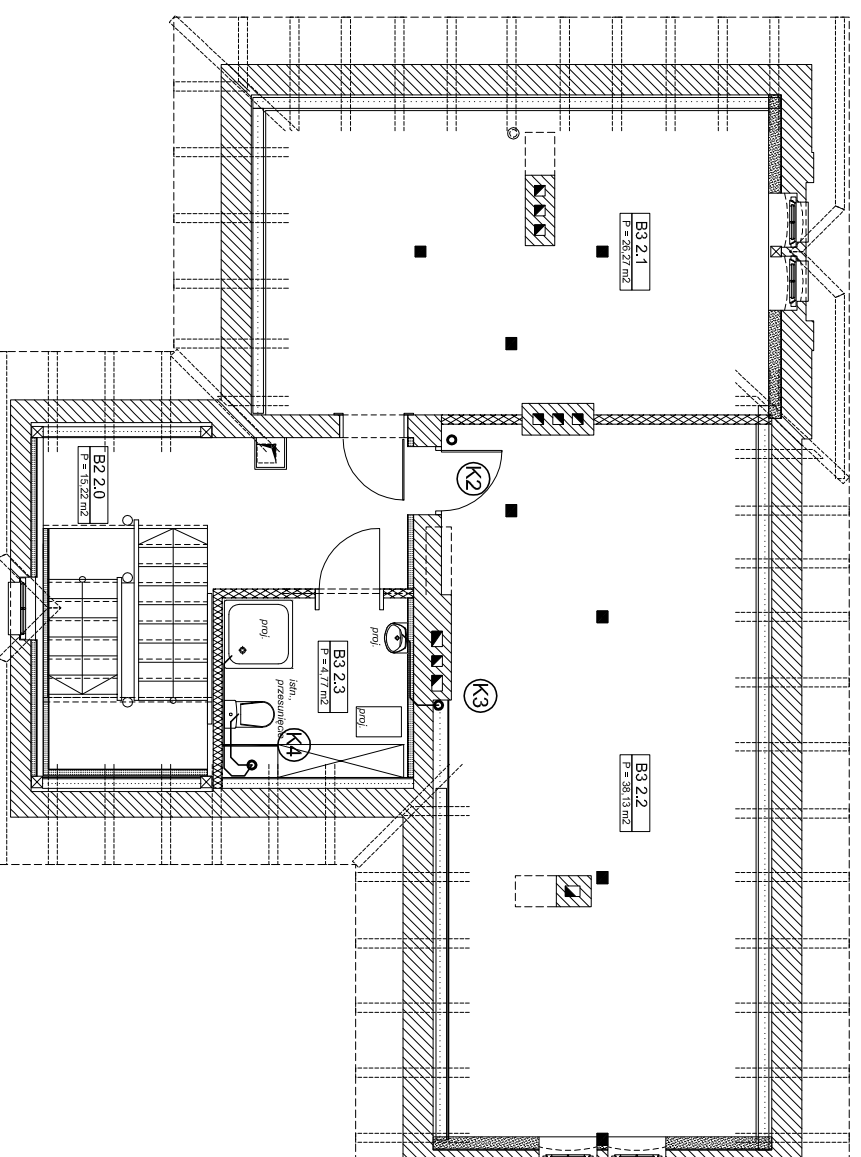 B3 2.1
P = 26,27 m2
B2 2.0
P = 15,22 m2
K2
proj.
B3 2.3
P = 4,77 m2
istn.,
przesunięcie
proj.
K3
K4
B3 2.2
P = 38,13 m2